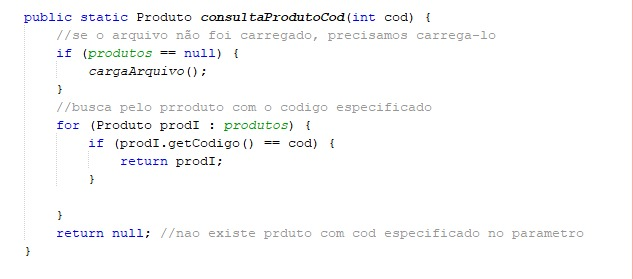 public static Produto consultaProdutoCod(int cod) {
//se o arquivo não foi carregado, precisamos carrega-lo
if (produtos == null) {
cargaArquivo();
}
//busca pelo prroduto com o codigo especificado
for (Produto prodI : produtos) {
if (prodI.getCodigo() == cod) {
return prodI;
}
}
return null; //nao existe prduto com cod especificado no parametro
}